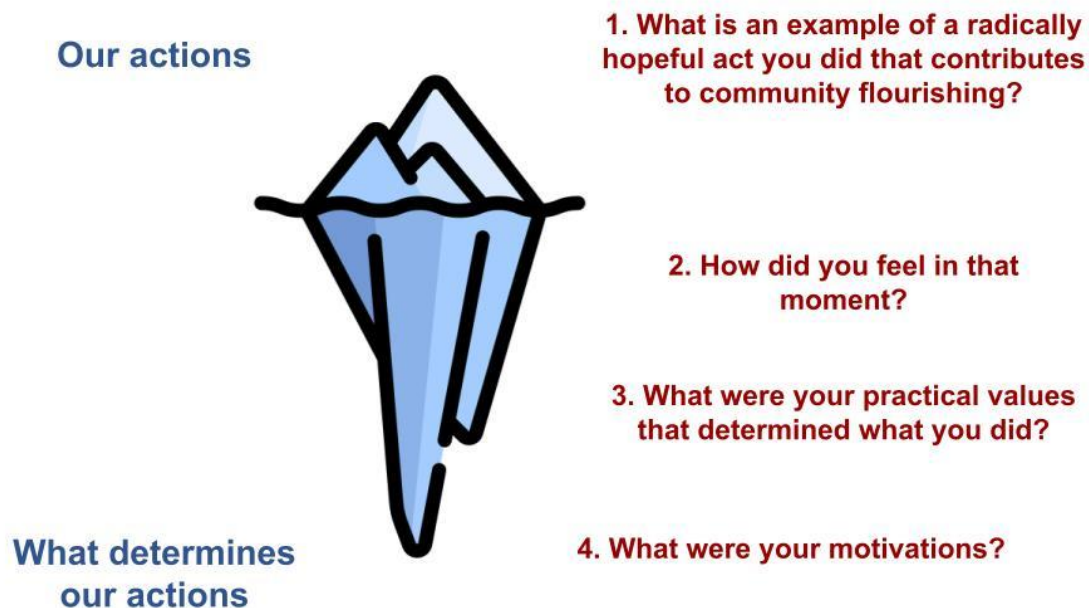 Our actions
1. What is an example of a radically
hopeful act you did that contributes
to community flourishing?
2. How did you feel in that
moment?
3. What were your practical values
that determined what you did?
What determines
our actions
4. What were your motivations?